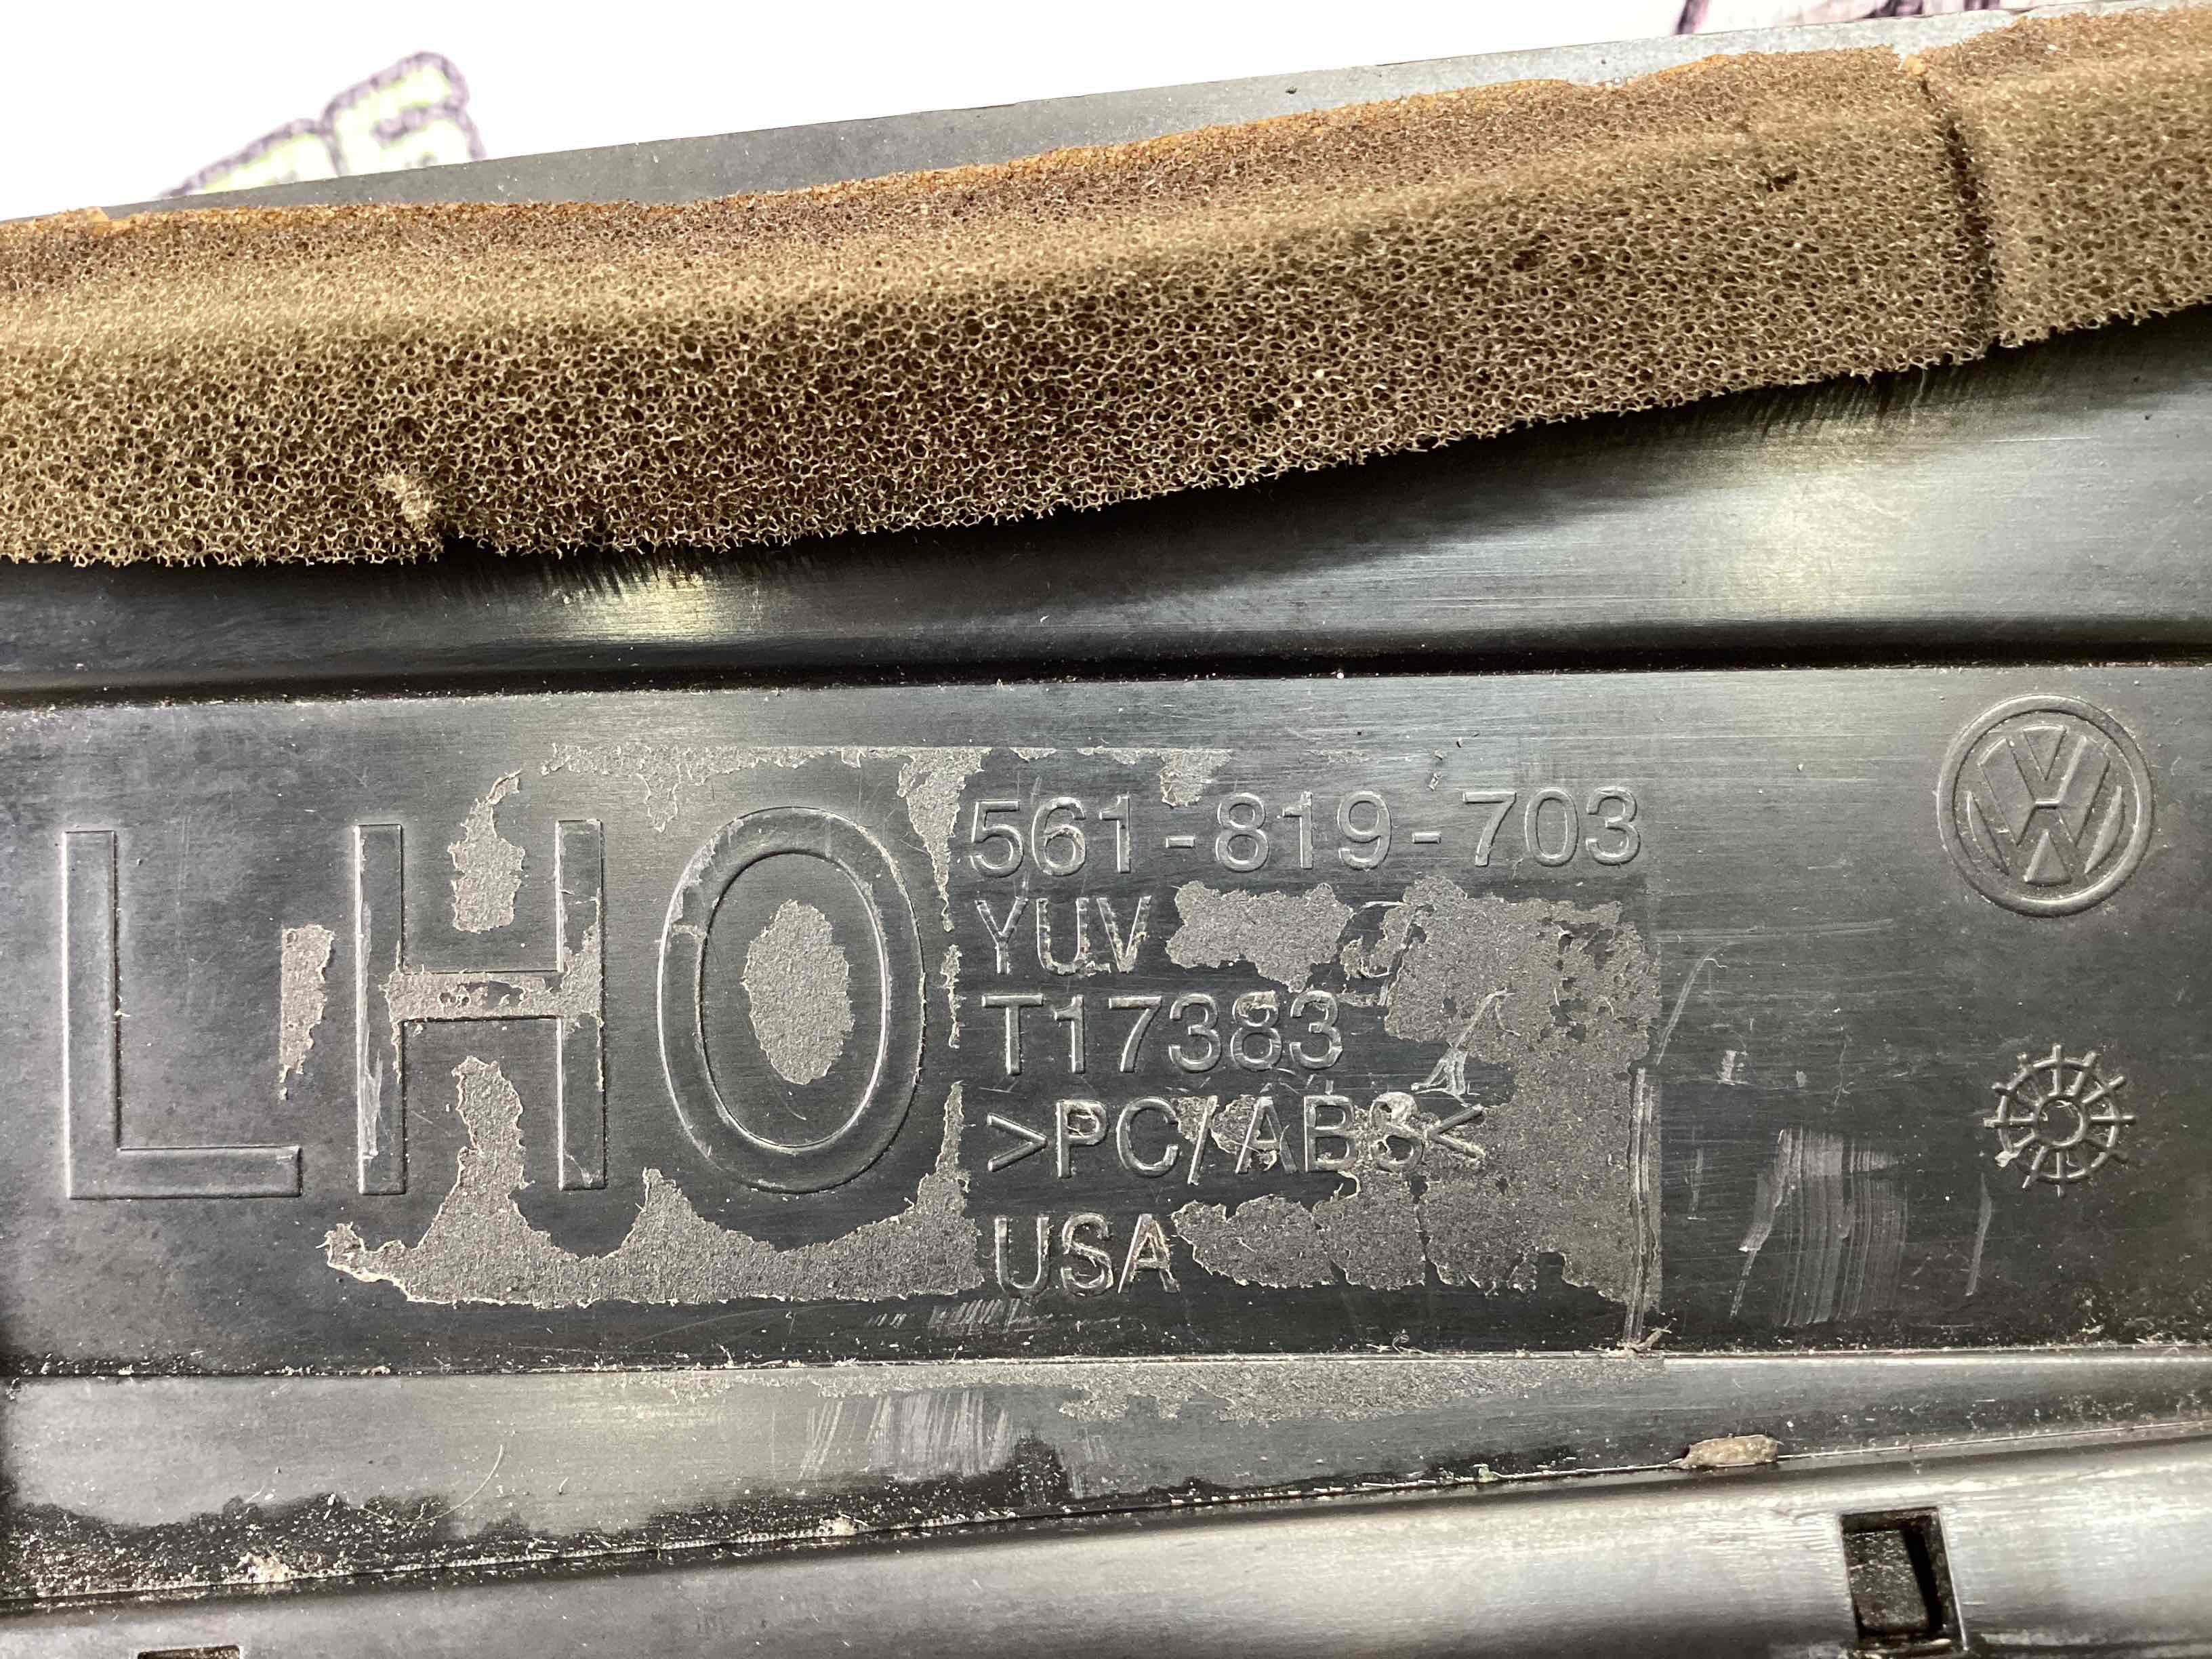 LHO
561-819-703
YUV
T17383
>PC/ABS<
USA